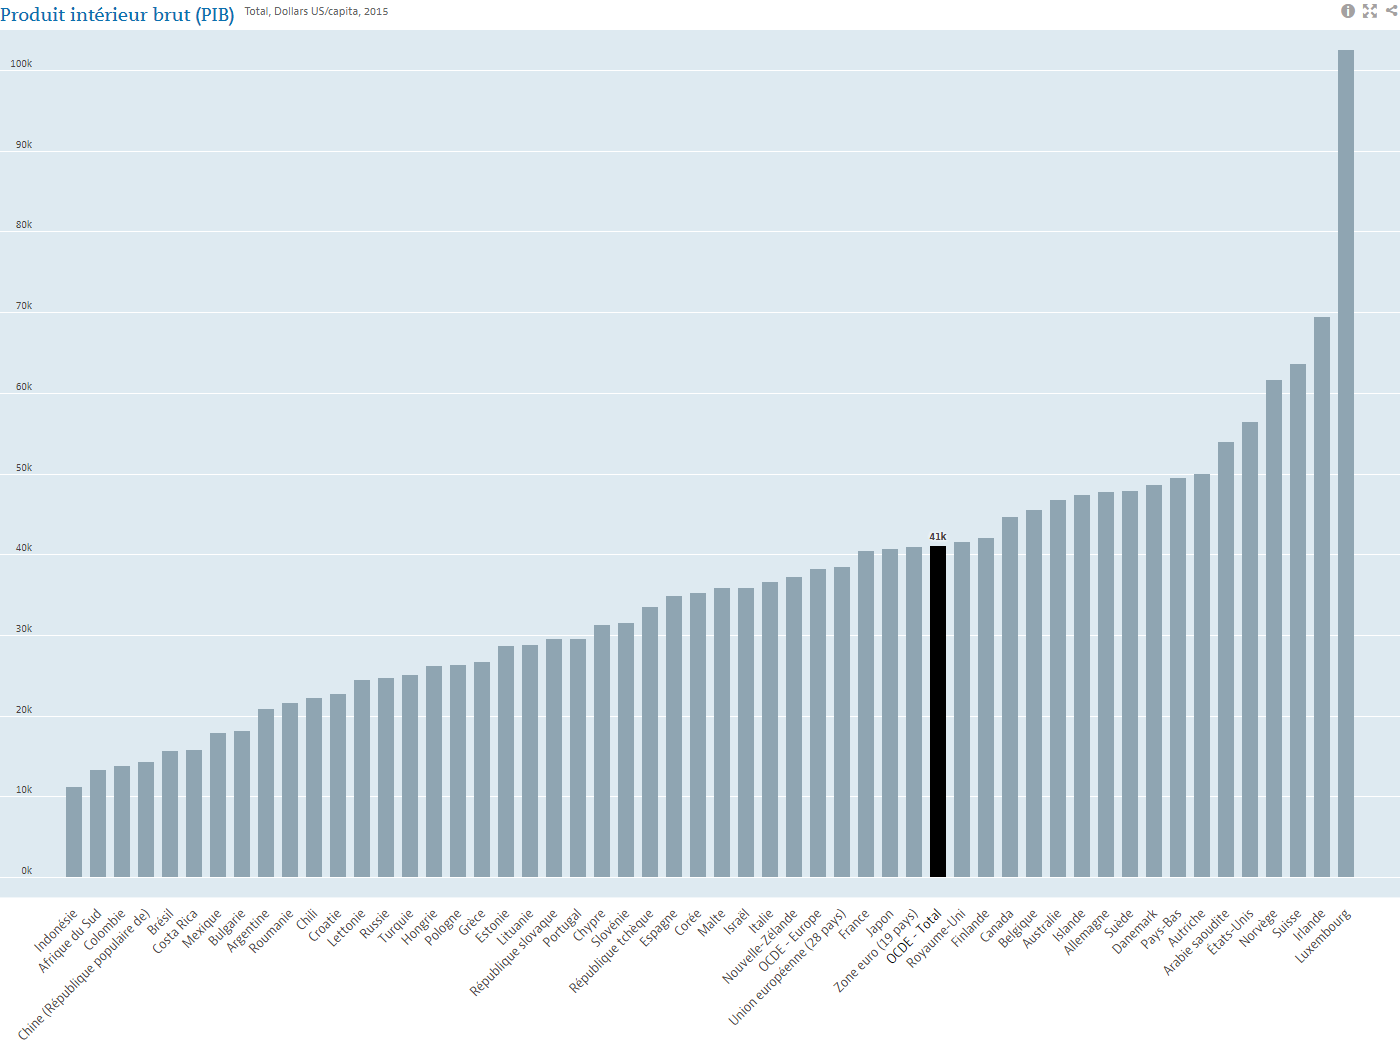 Produit intérieur brut (PIB) Total, Dollars US/capita, 2015
100k
90k
80k
70k
60k
50k
41k
40k
30k
20k
10k
0k
Indonésie
Afrique du Sud
Colombie
Chine (République populaire de)
Brésil
Costa Rica
Mexique
Bulgarie
Argentine
Roumanie
Chili
Croatie
Lettonie
Russie
Turquie
Hongrie
Pologne
Grèce
Estonie
Lituanie
République slovaque
Portugal
Chypre
Slovénie
République tchèque
Espagne
Corée
Malte
Israël
Italie
Nouvelle-Zélande
OCDE - Europe
Union européenne (28 pays)
France
Japon
Zone euro (19 pays)
OCDE - Total
Royaume-Uni
Finlande
Canada
Belgique
Australie
Islande
Allemagne
Suède
Danemark
Pays-Bas
Autriche
Arabie saoudite
États-Unis
Norvège
Suisse
Irlande
Luxembourg